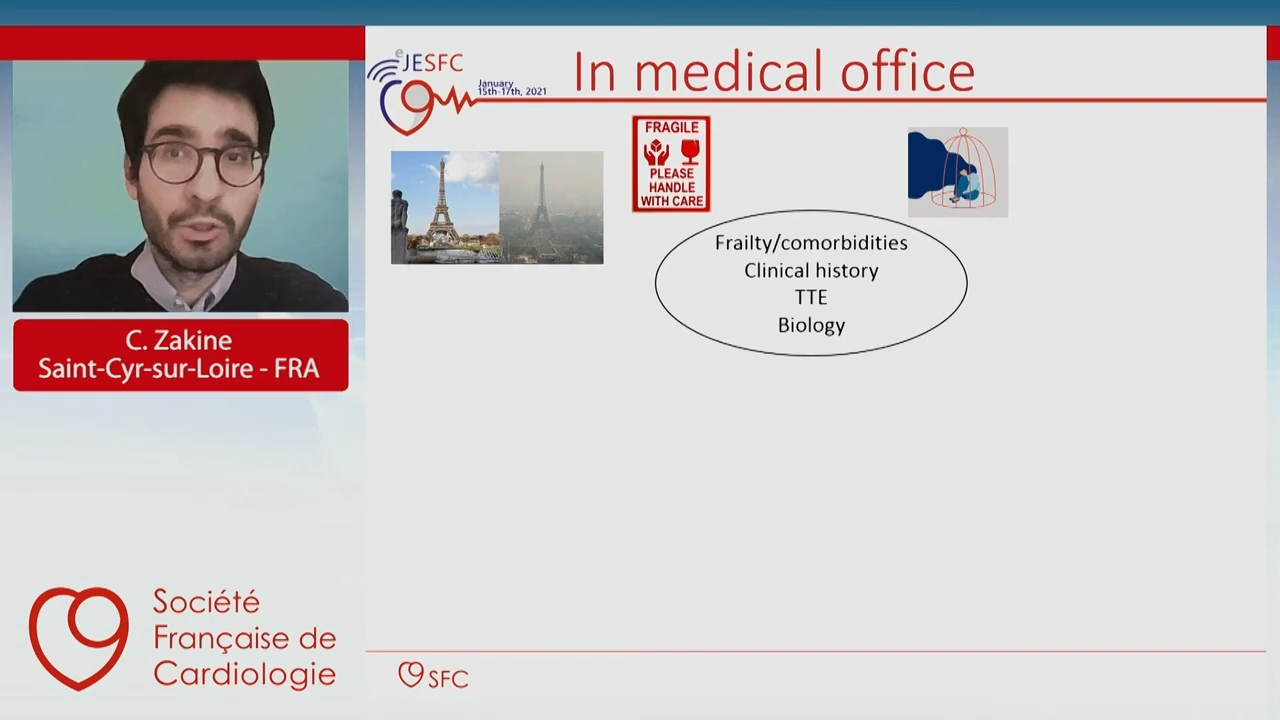 eJESFC
January
15th-17th, 2021
In medical office
FRAGILE
PLEASE
HANDLE
WITH CARE
Frailty/comorbidities
Clinical history
TTE
Biology
C. Zakine
Saint-Cyr-sur-Loire - FRA
Société
Française de
Cardiologie
SFC